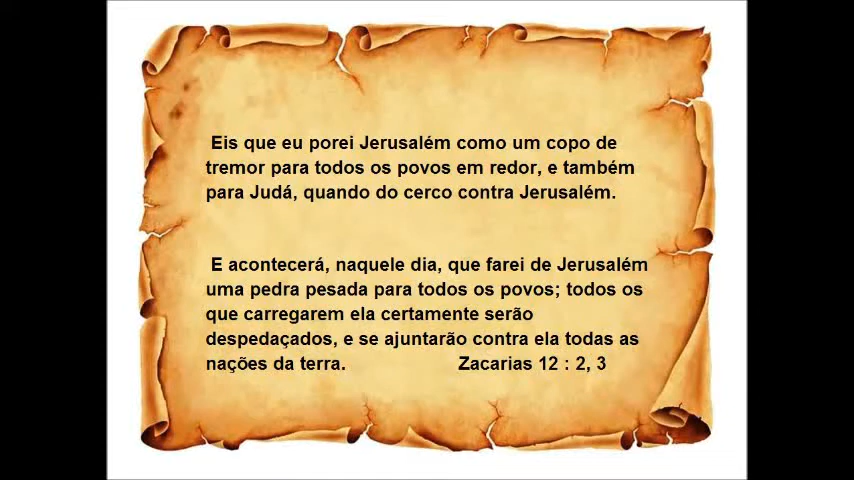 Eis que eu porei Jerusalém como um copo de
tremor para todos os povos em redor, e também
para Judá, quando do cerco contra Jerusalém.
E acontecerá, naquele dia, que farei de Jerusalém
uma pedra pesada para todos os povos; todos os
que carregarem ela certamente serão
despedaçados, e se ajuntarão contra ela todas as
nações da terra. Zacarias 12 : 2, 3